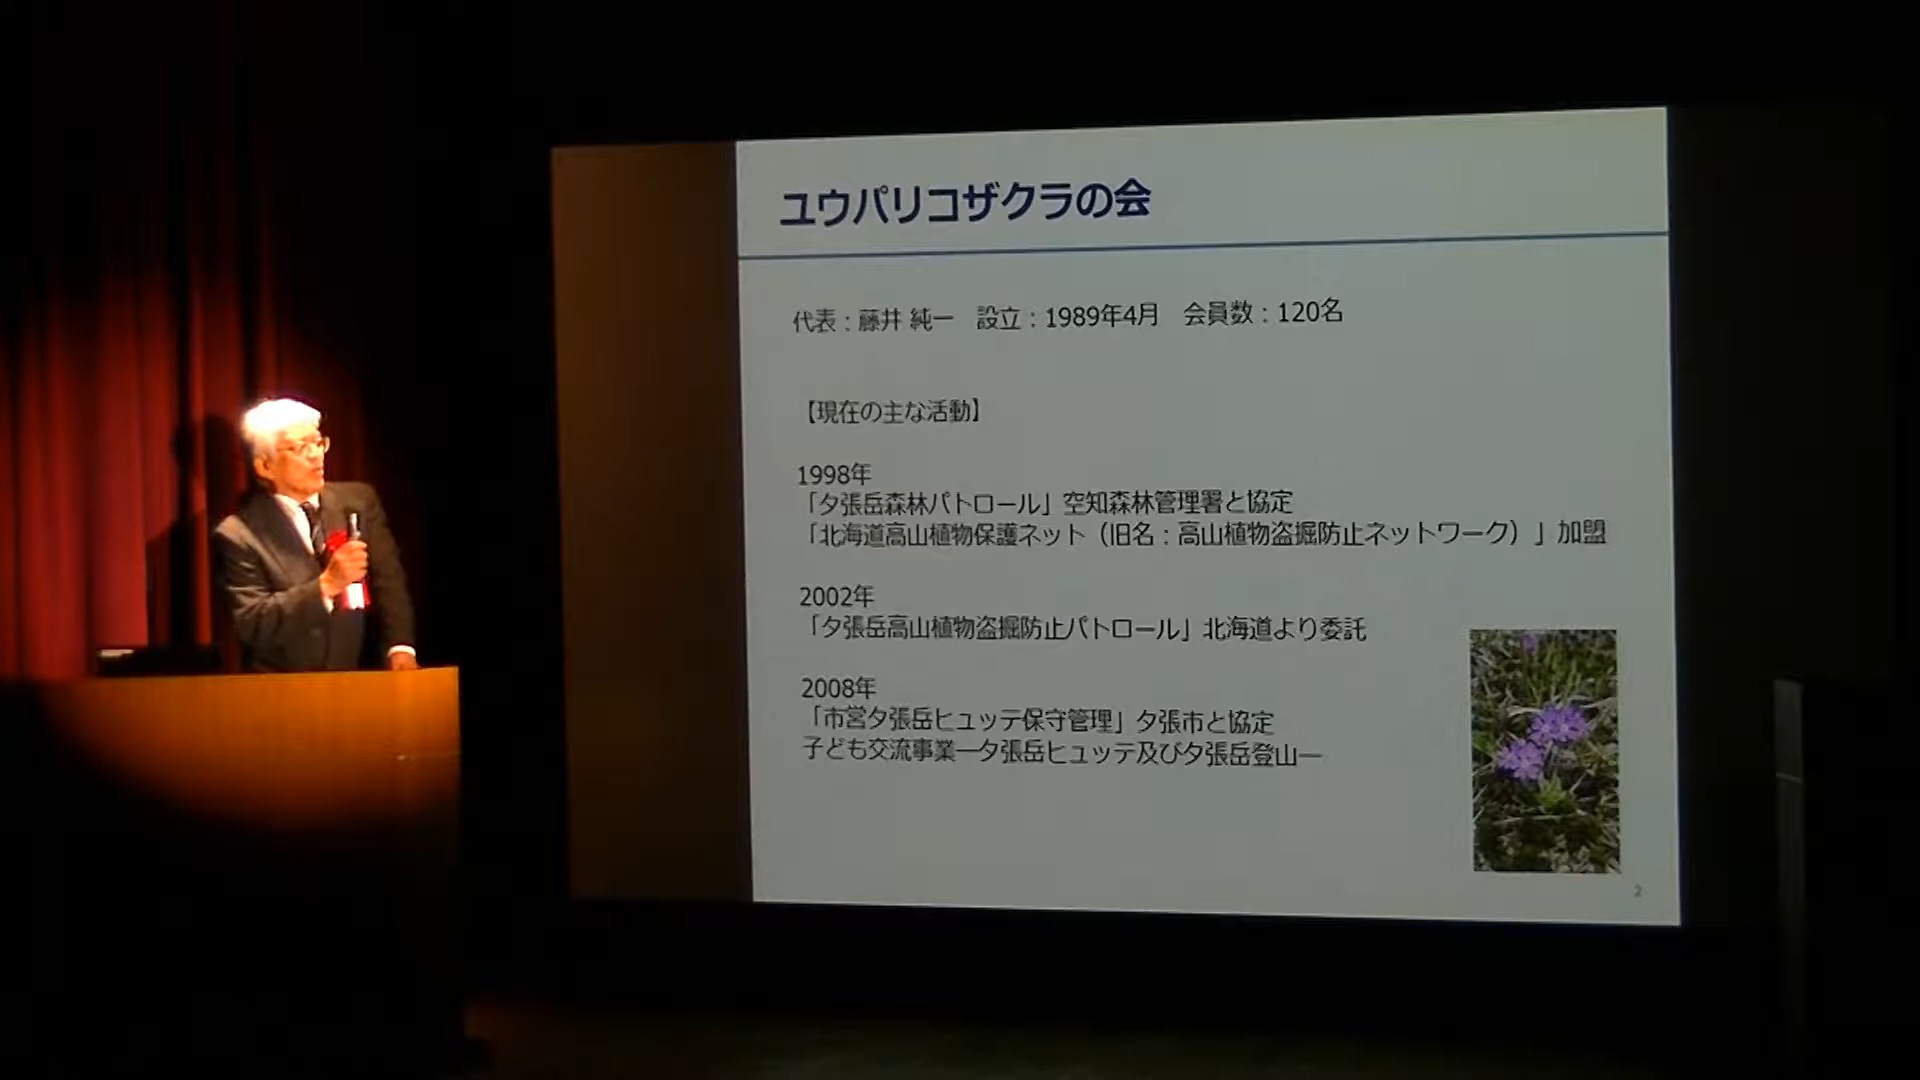 ユウパリコザクラの会
代表：藤井 純一　設立：1989年4月　会員数：120名
【現在の主な活動】
1998年
「夕張岳森林パトロール」空知森林管理署と協定
「北海道高山植物保護ネット（旧名：高山植物盗掘防止ネットワーク）」加盟
2002年
「夕張岳高山植物盗掘防止パトロール」北海道より委託
2008年
「市営夕張岳ヒュッテ保守管理」夕張市と協定
子ども交流事業ー夕張岳ヒュッテ及び夕張岳登山ー
2